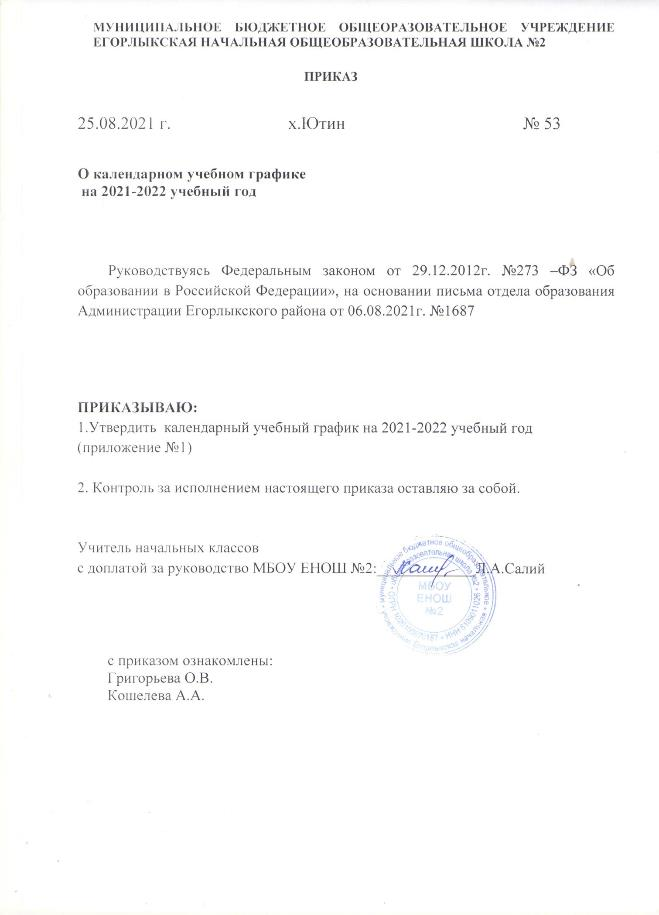 МУНИЦИПАЛЬНОЕ БЮДЖЕТНОЕ ОБЩЕОРАЗОВАТЕЛЬНОЕ УЧРЕЖДЕНИЕ
ЕГОРЛЫКСКАЯ НАЧАЛЬНАЯ ОБЩЕОБРАЗОВАТЕЛЬНАЯ ШКОЛА №2
ПРИКАЗ
25.08.2021 г. х.Ютин № 53
О календарном учебном графике
на 2021-2022 учебный год
Руководствуясь Федеральным законом от 29.12.2012г. №273 –ФЗ «Об
образовании в Российской Федерации», на основании письма отдела образования
Администрации Егорлыкского района от 06.08.2021г. №1687
ПРИКАЗЫВАЮ:
1.Утвердить календарный учебный график на 2021-2022 учебный год
(приложение №1)
2. Контроль за исполнением настоящего приказа оставляю за собой.
Учитель начальных классов
с доплатой за руководство МБОУ ЕНОШ №2: Л.А.Салий
МБОУ
ЕНОШ
№2
с приказом ознакомлены:
Григорьева О.В.
Кошелева А.А.